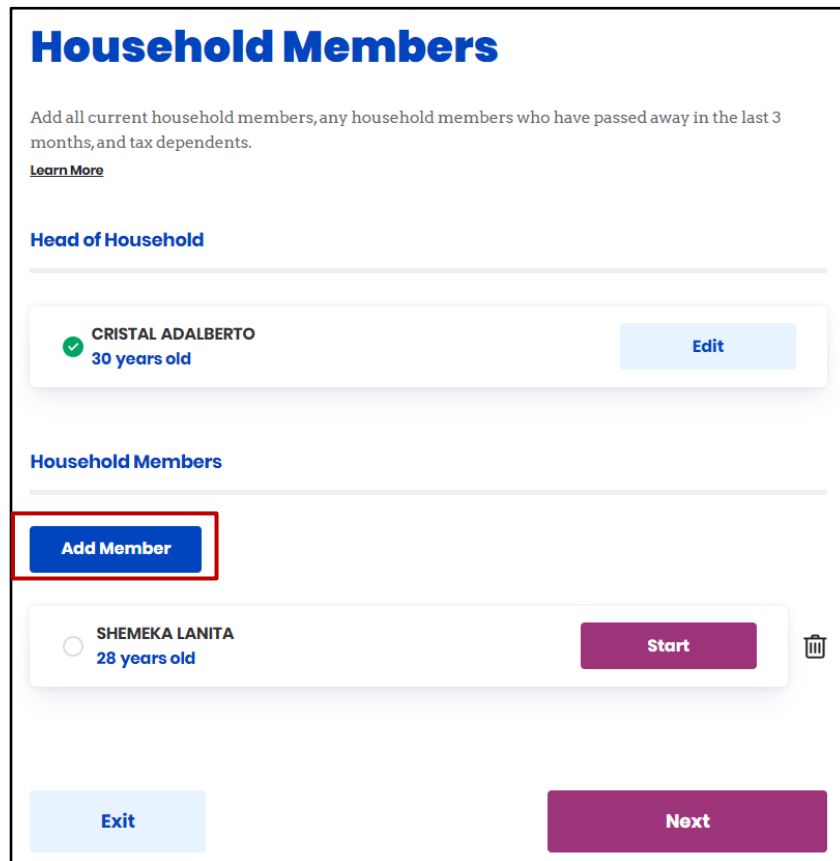 Household Members
Add all current household members, any household members who have passed away in the last 3
months, and tax dependents.
Learn More
Head of Household
CRISTAL ADALBERTO
30 years old
Edit
Household Members
Add Member
SHEMEKA LANITA
28 years old
Start
Exit
Next